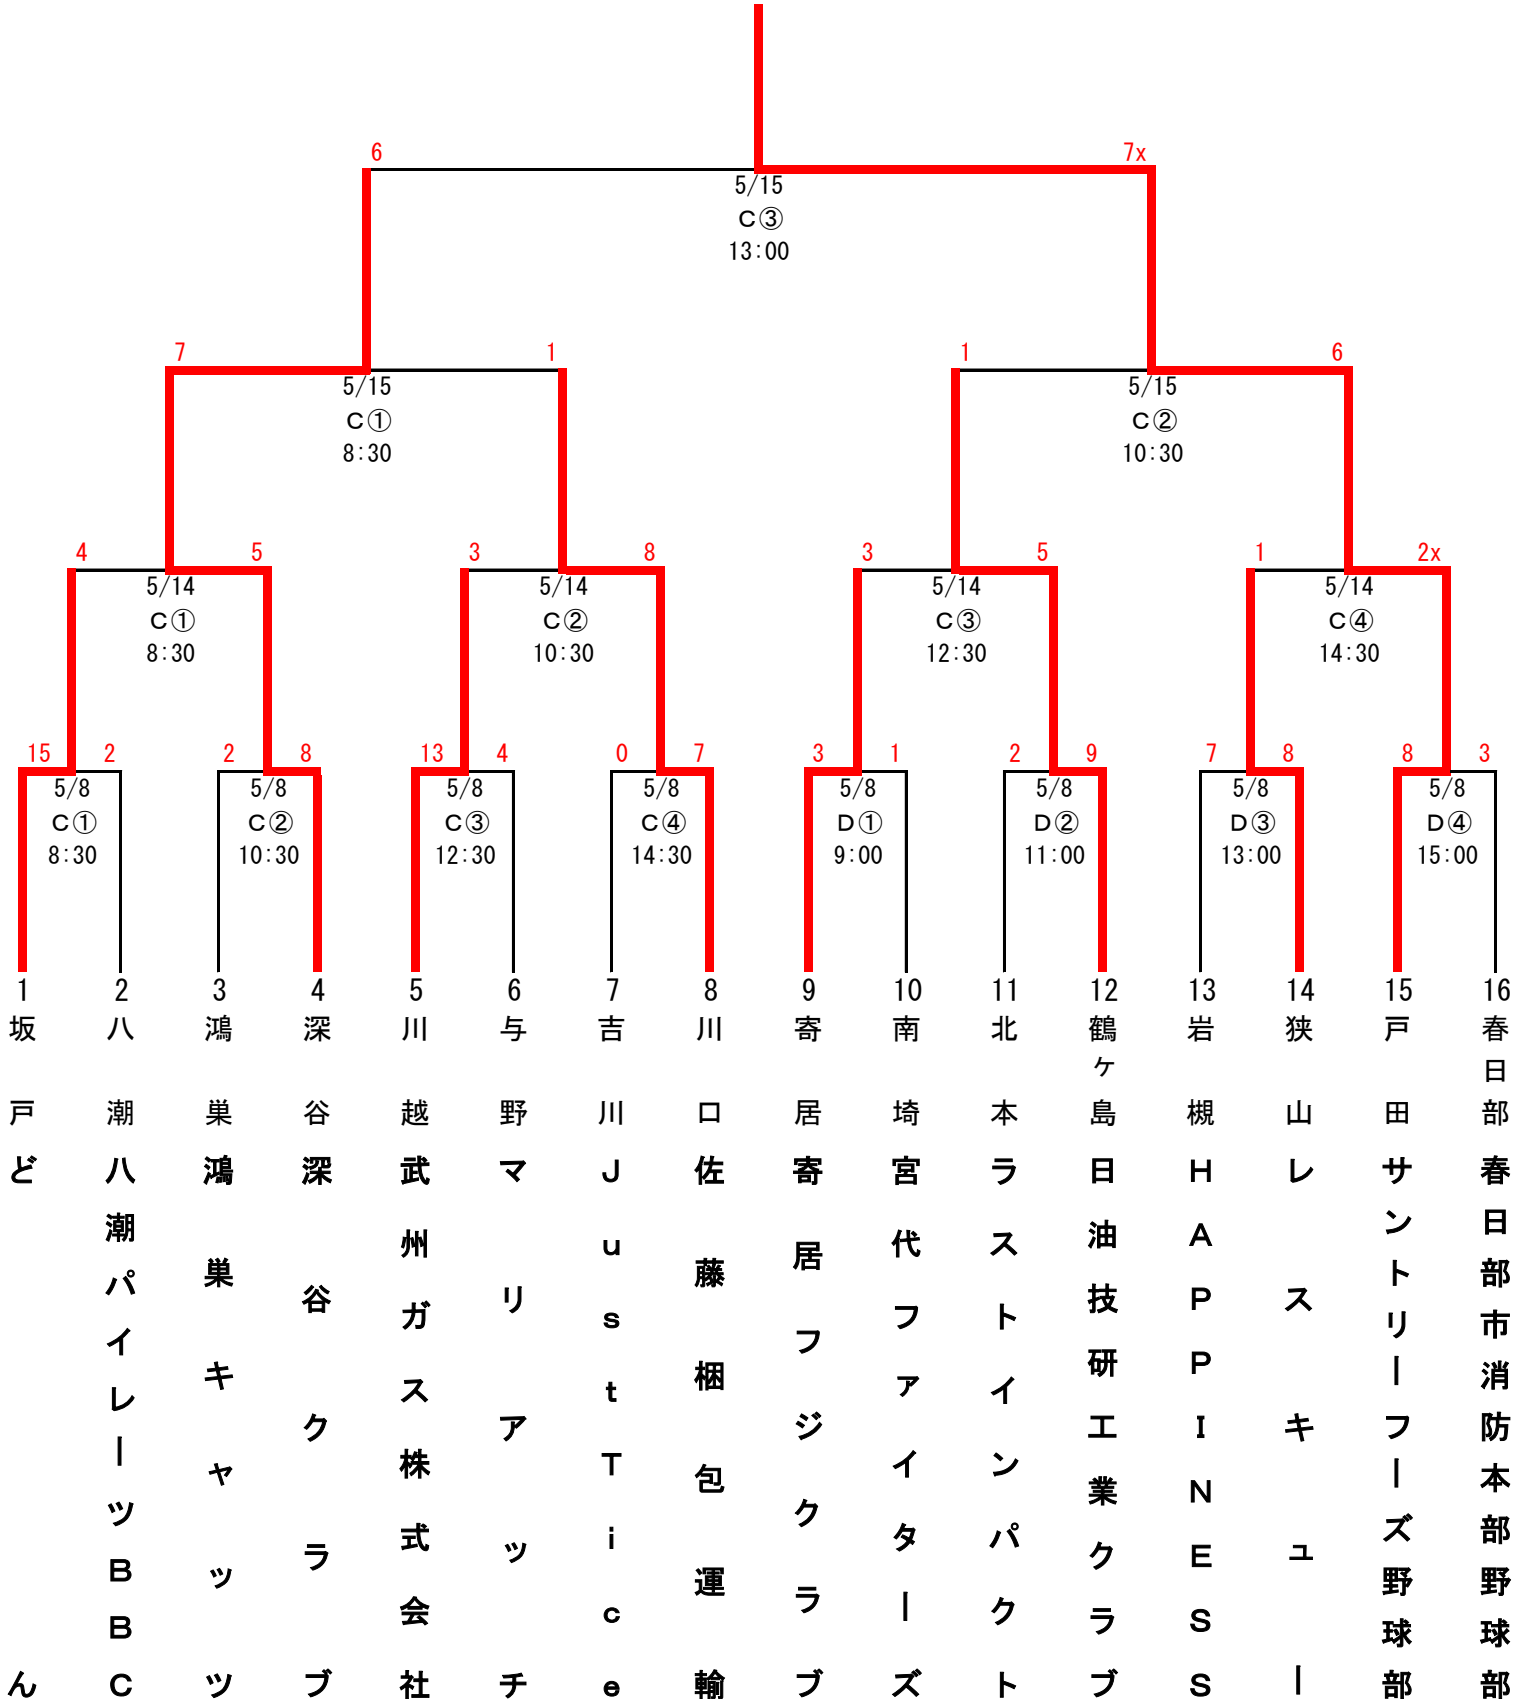 6 7x
5/15
C③
13:00
7 1 1 6
5/15 5/15
C① C②
8:30 10:30
4 5 3 8 3 5 1 2x
5/14 5/14 5/14 5/14
C① C② C③ C④
8:30 10:30 12:30 14:30
15 2 2 8 13 4 0 7 3 1 2 9 7 8 8 3
5/8 5/8 5/8 5/8 5/8 5/8 5/8 5/8
C① C② C③ C④ D① D② D③ D④
8:30 10:30 12:30 14:30 9:00 11:00 13:00 15:00
1 2 3 4 5 6 7 8 9 10 11 12 13 14 15 16
坂戸
八潮
鴻巣
深谷
川越
与野
吉川
川口
寄居
南埼
北本
鶴ケ島
岩槻
狭山
戸田
春日部
どん
八潮パイレーツBBC
鴻巣キャッツ
深谷クラブ
武州ガス株式会社
マリアッチ
JustTice
佐藤梱包運輸
寄居フジクラブ
宮代ファイターズ
ラストインパクト
日油技研工業クラブ
HAPPINESS
レスキュー
サントリーフーズ野球部
春日部市消防本部野球部